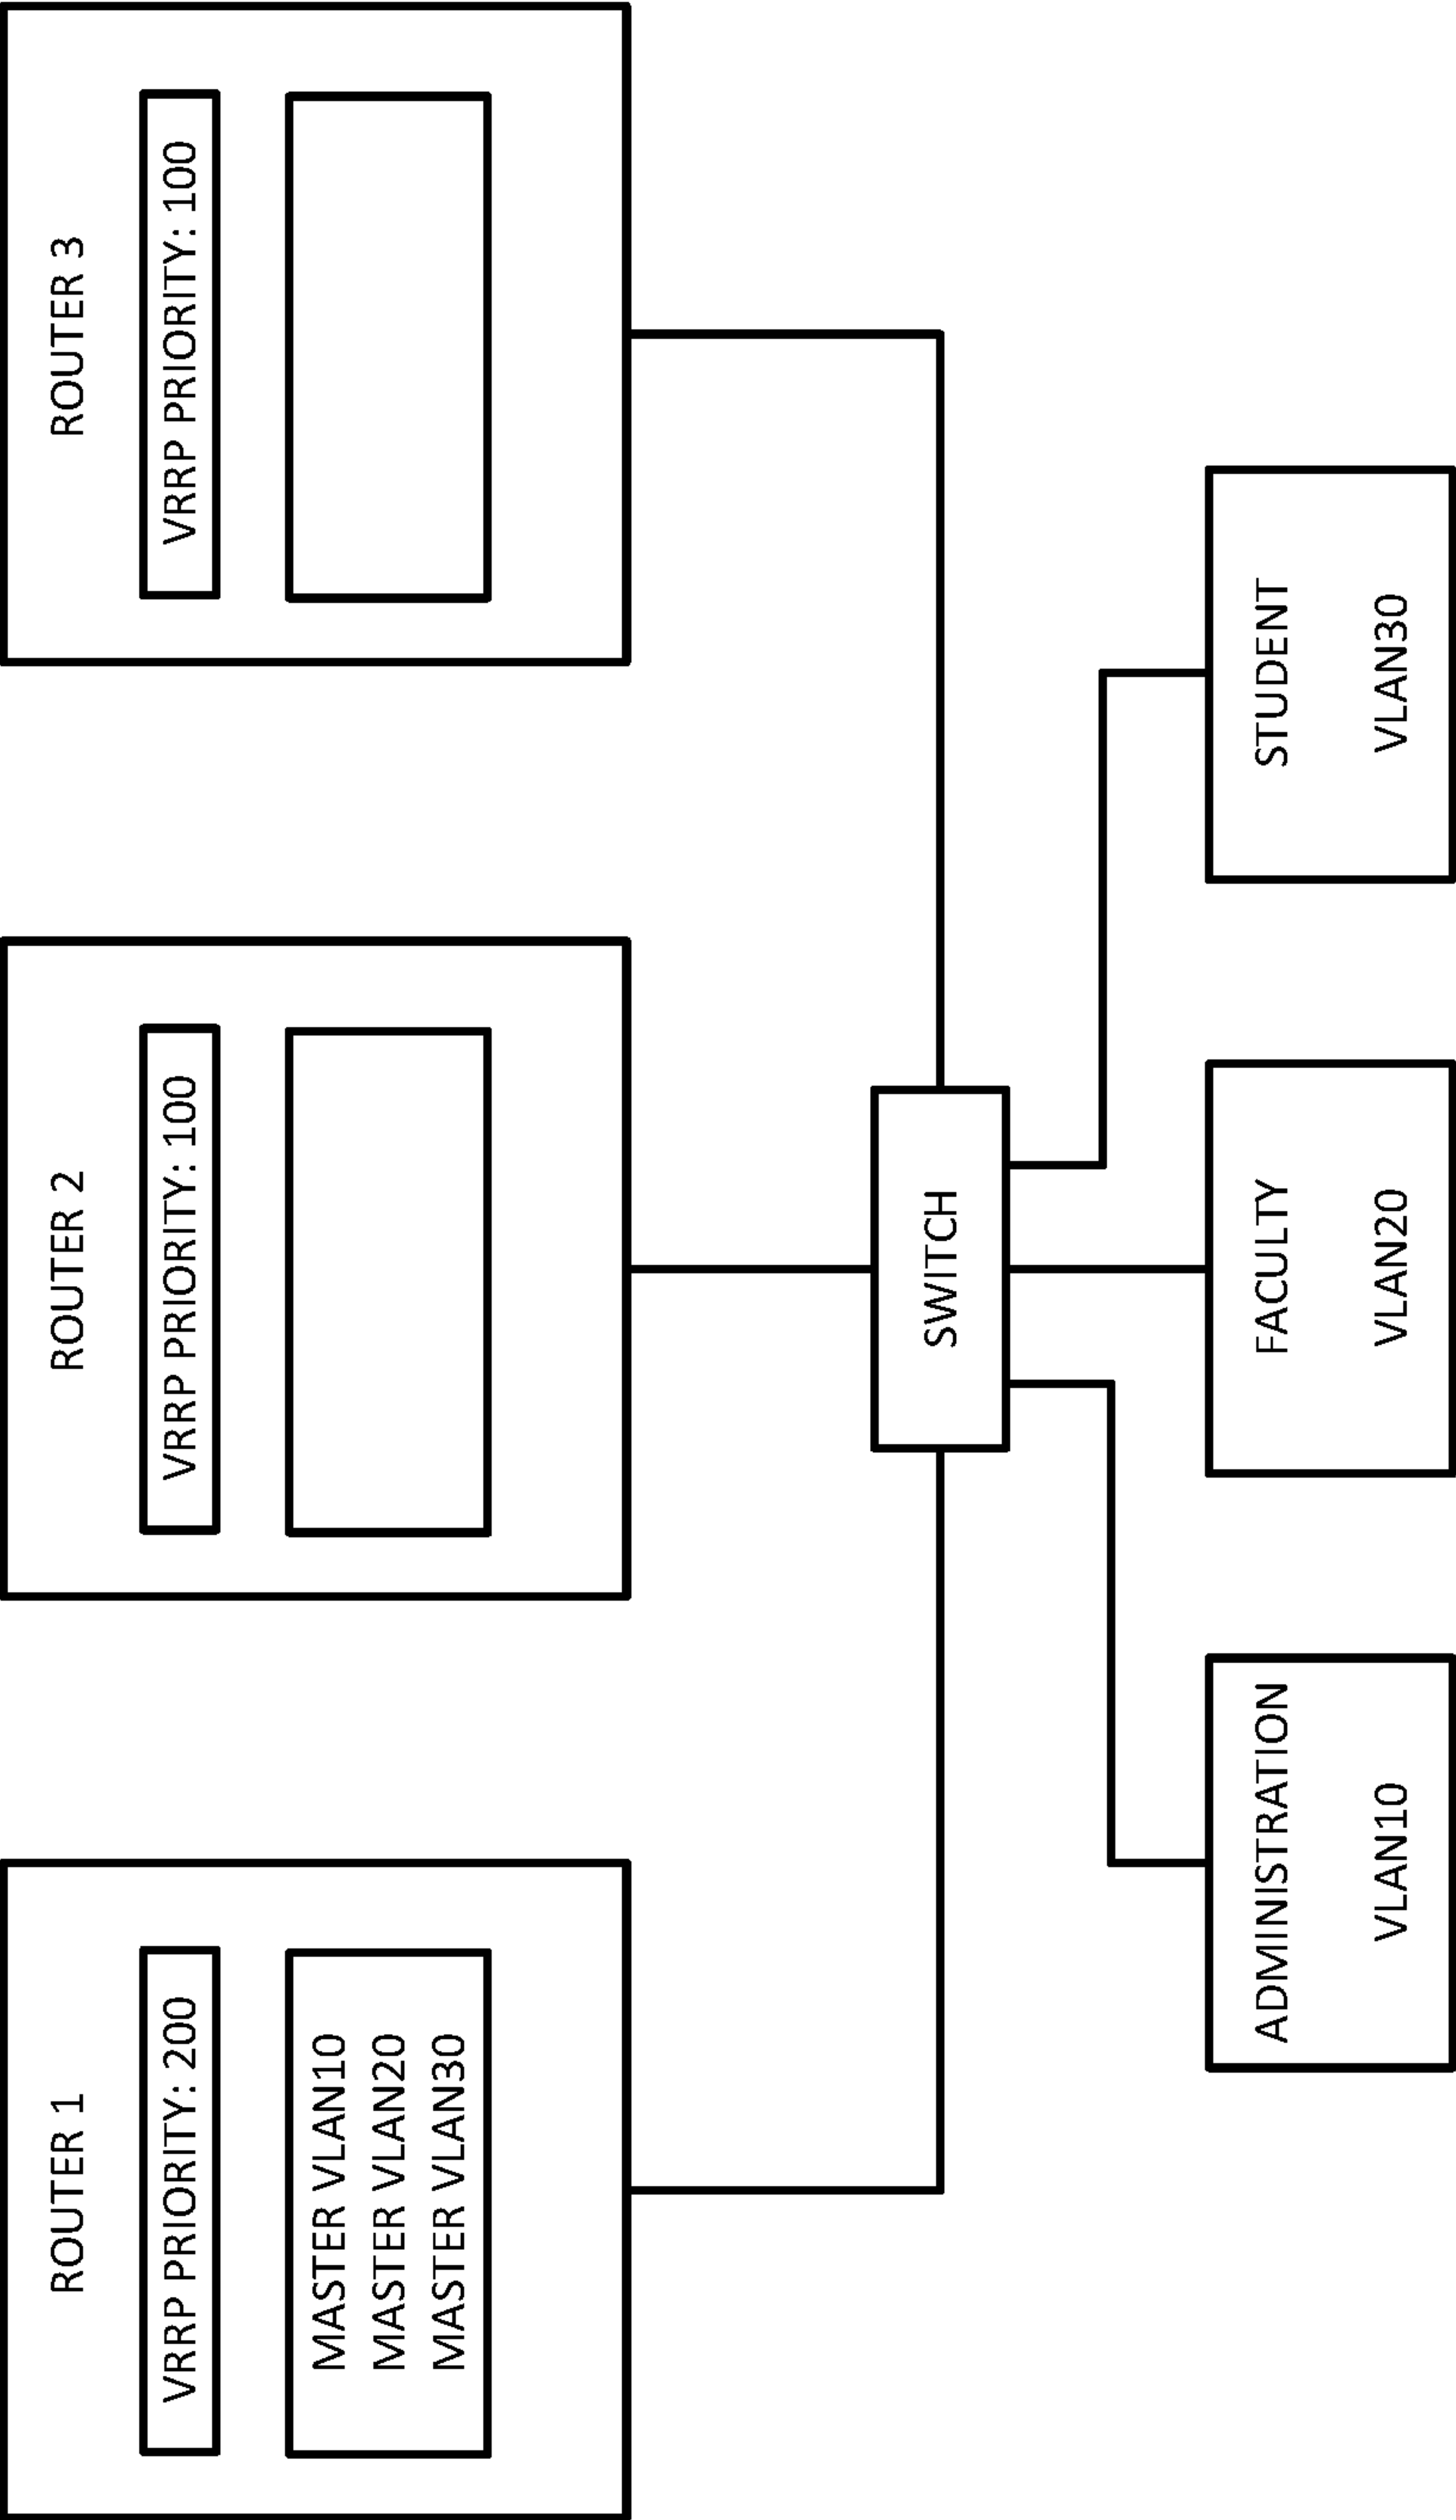 ROUTER 1
VRRP PRIORITY: 200
MASTER VLAN10
MASTER VLAN20
MASTER VLAN30
ROUTER 2
VRRP PRIORITY: 100
ROUTER 3
VRRP PRIORITY: 100
SWITCH
ADMINISTRATION
VLAN10
FACULTY
VLAN20
STUDENT
VLAN30